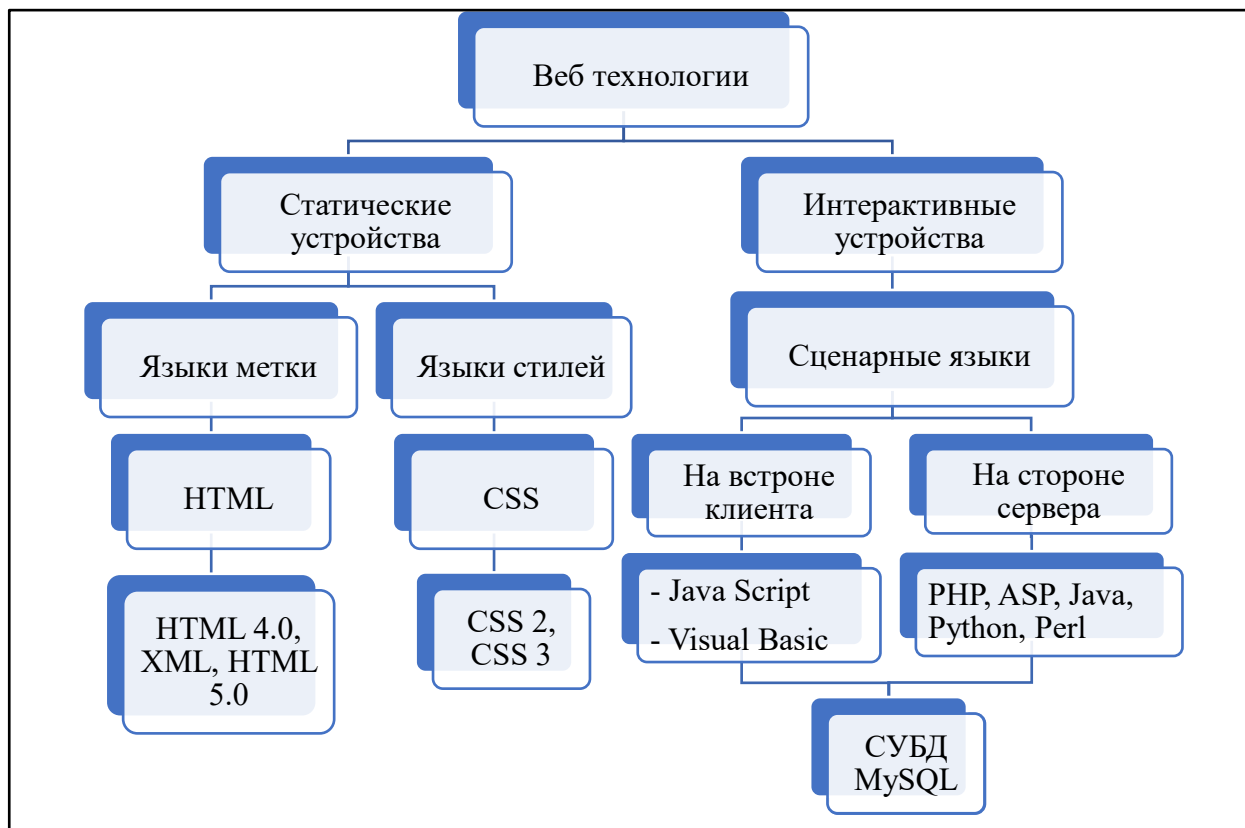 Веб технологии
Статические
устройства
Интерактивные
устройства
Языки метки
Языки стилей
Сценарные языки
HTML
CSS
На встроне
клиента
На стороне
сервера
HTML 4.0,
XML, HTML
5.0
CSS 2,
CSS 3
- Java Script
- Visual Basic
PHP, ASP, Java,
Python, Perl
СУБД
MySQL